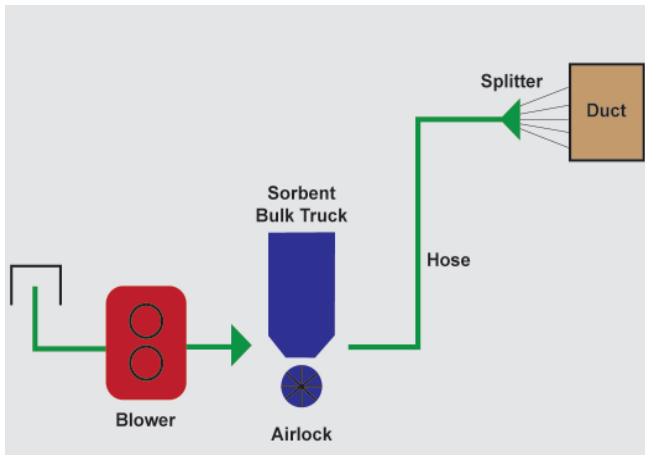 Splitter
Duct
Sorbent
Bulk Truck
Hose
Blower
Airlock